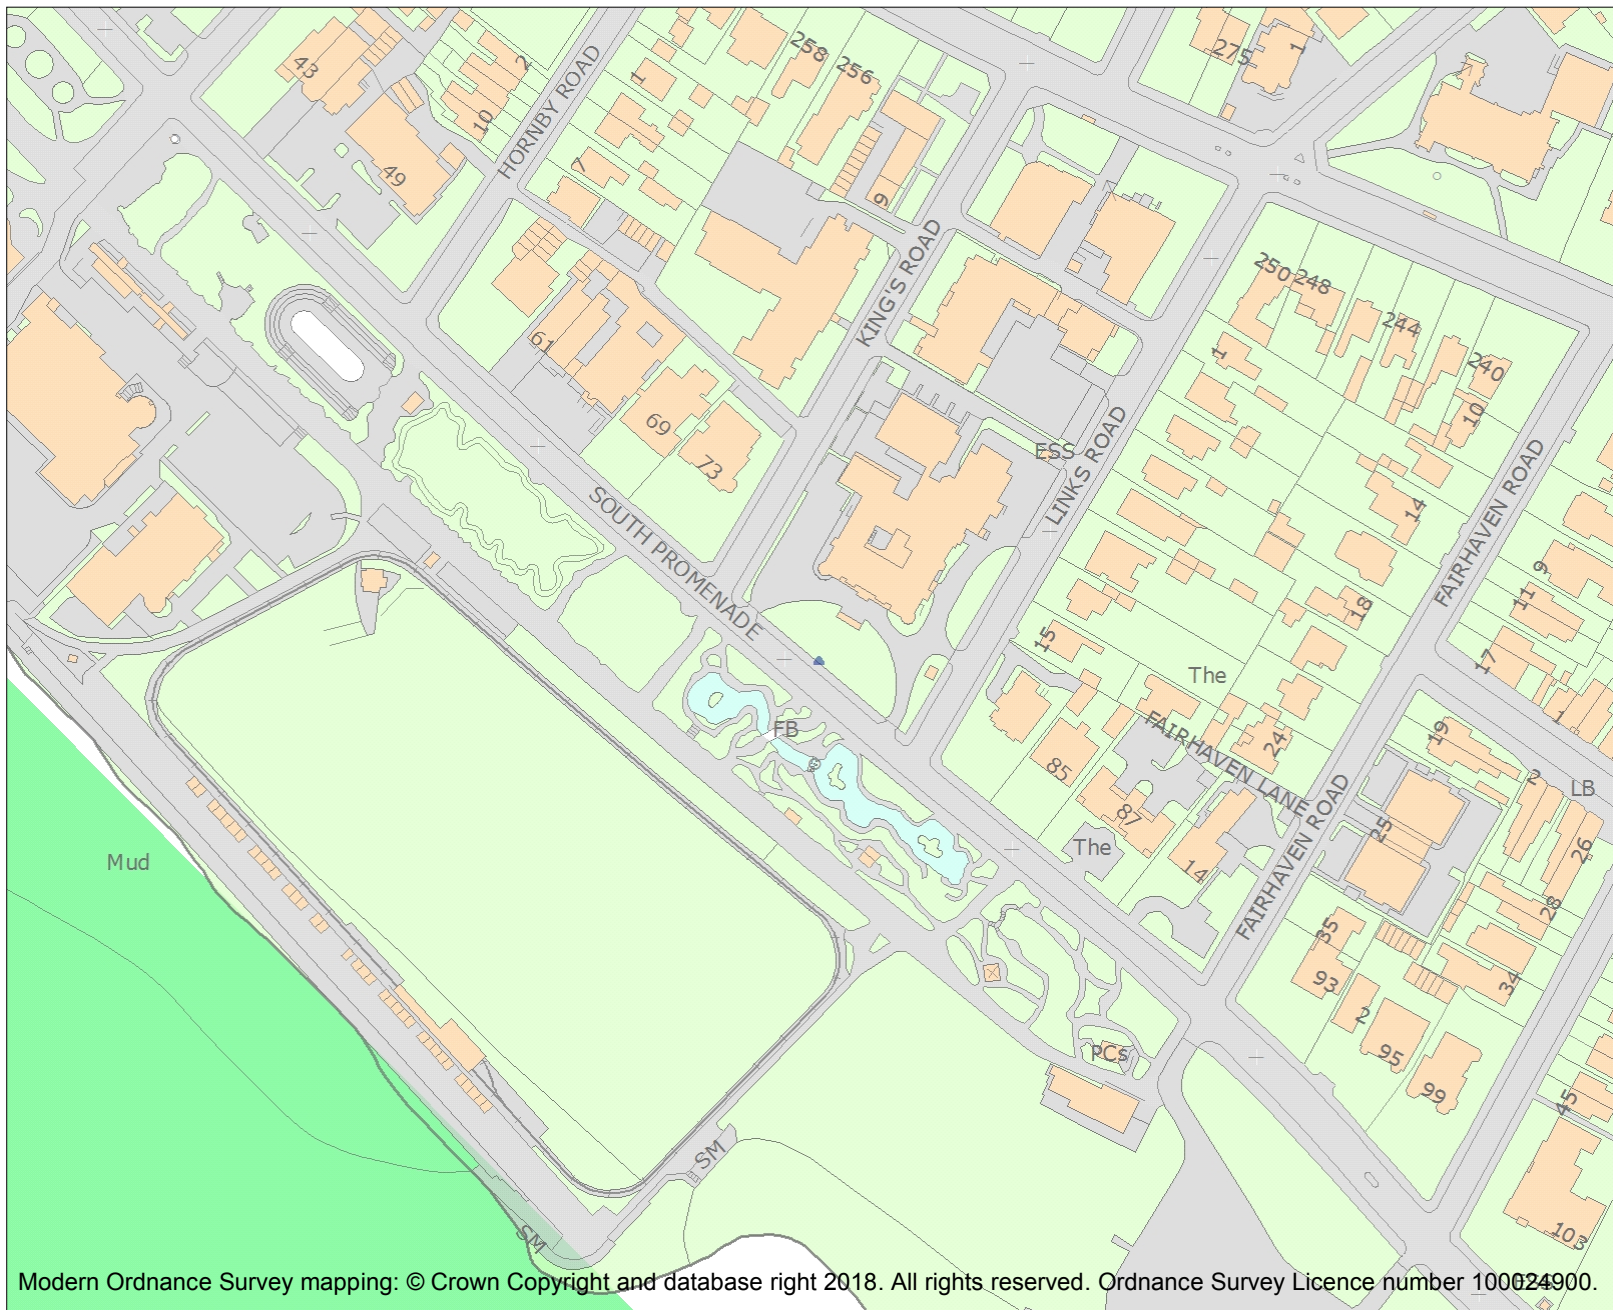 43
2
10
HORNBY ROAD
1
258
256
275
1
49
7
9
KING'S ROAD
250
248
244
240
10
61
69
73
1
ESS
LINKS ROAD
14
FAIRHAVEN ROAD
SOUTH PROMENADE
9
11
18
15
17
The
1
FB
FAIRHAVEN LANE
24
19
2
LB
85
87
The
14
FAIRHAVEN ROAD
25
26
28
Mud
35
93
34
2
95
99
PCs
45
SM
SM
103
ESS
Modern Ordnance Survey mapping: © Crown Copyright and database right 2018. All rights reserved. Ordnance Survey Licence number 100024900.